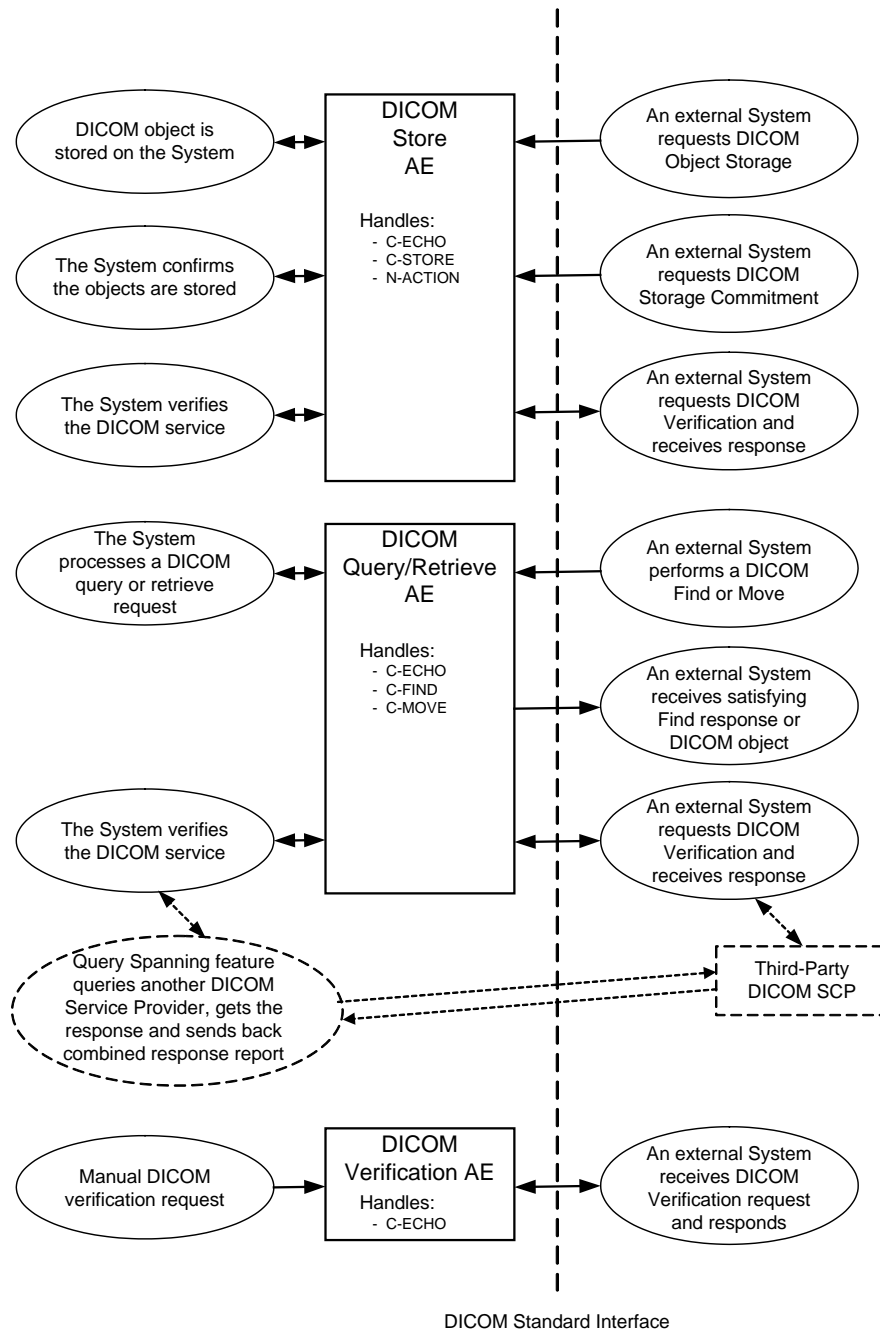 DICOM object is
stored on the System
DICOM
Store
AE
Handles:
- C-ECHO
- C-STORE
- N-ACTION
An external System
requests DICOM
Object Storage
The System confirms
the objects are stored
An external System
requests DICOM
Storage Commitment
The System verifies
the DICOM service
An external System
requests DICOM
Verification and
receives response
The System
processes a DICOM
query or retrieve
request
DICOM
Query/Retrieve
AE
Handles:
- C-ECHO
- C-FIND
- C-MOVE
An external System
performs a DICOM
Find or Move
An external System
receives satisfying
Find response or
DICOM object
The System verifies
the DICOM service
An external System
requests DICOM
Verification and
receives response
Query Spanning feature
queries another DICOM
Service Provider, gets the
response and sends back
combined response report
Third-Party
DICOM SCP
Manual DICOM
verification request
DICOM
Verification AE
Handles:
- C-ECHO
An external System
receives DICOM
Verification request
and responds
DICOM Standard Interface